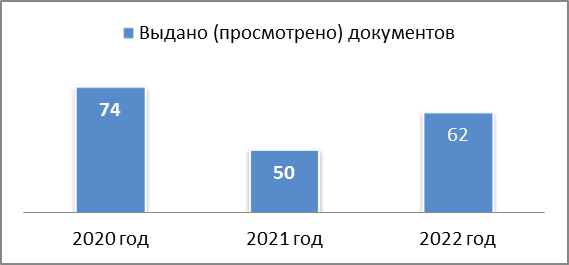 Выдано (просмотрено) документов
74
50
62
2020 год
2021 год
2022 год